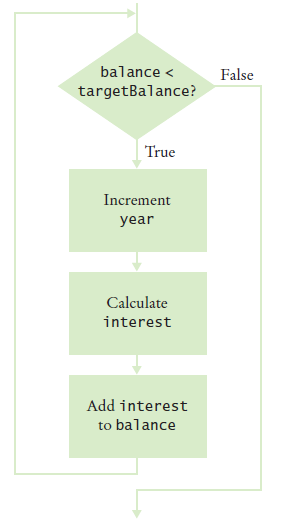 balance <
targetBalance?
False
True
Increment
year
Calculate
interest
Add interest
to balance